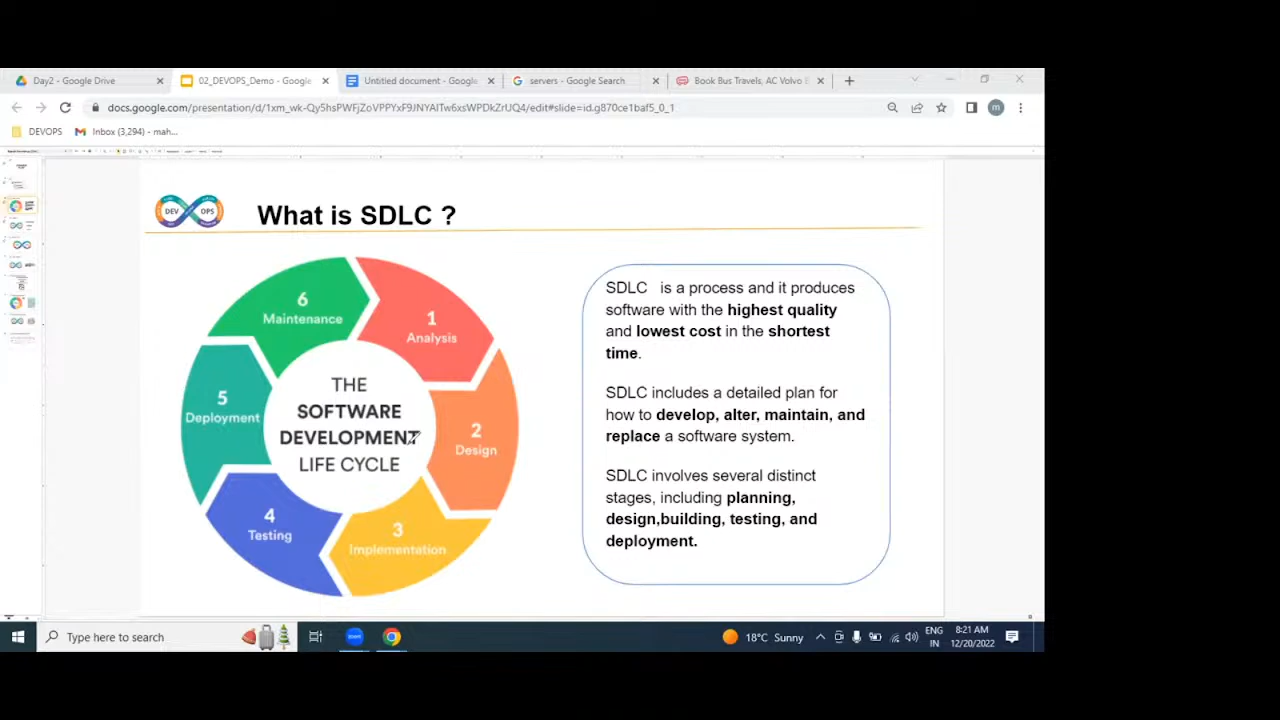 Day2 - Google Drive
02_DEVOPS_Demo - Google
Untitled document - Google
servers - Google Search
Book Bus Travels, AC Volvo B
docs.google.com/presentation/d/1xm_wk-Qy5hsPWFjZoVPPYxF9JNYAITw6xsWPDkZrUQ4/edit#slide=id.g870ce1baf5_0_1
m
DEVOPS
Inbox (3,294) - mah...
DEV OPS
What is SDLC ?
6
Maintenance
1
Analysis
5
Deployment
2
Design
4
Testing
3
Implementation
THE
SOFTWARE
DEVELOPMENT
LIFE CYCLE
SDLC is a process and it produces
software with the highest quality
and lowest cost in the shortest
time.
SDLC includes a detailed plan for
how to develop, alter, maintain, and
replace a software system.
SDLC involves several distinct
stages, including planning,
design,building, testing, and
deployment.
Type here to search
zoom
18°C Sunny
ENG
IN
8:21 AM
12/20/2022